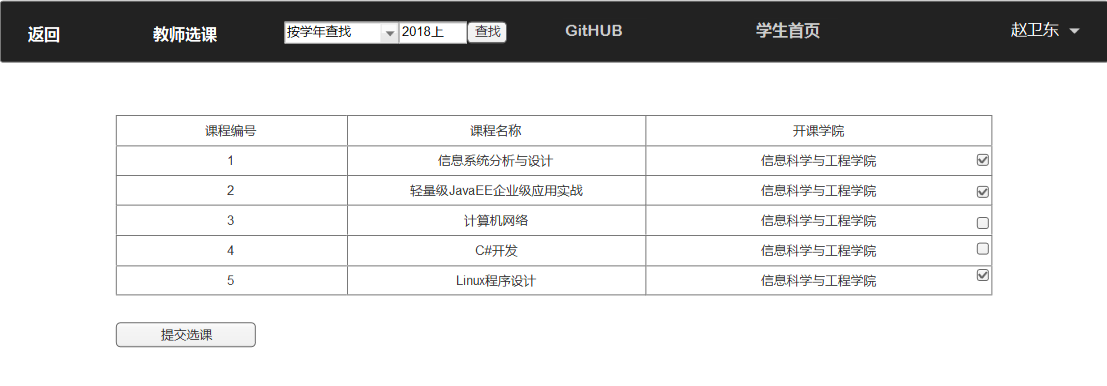 返回 教师选课 按学年查找 2018上 查找 GitHUB 学生首页 赵卫东
课程编号 课程名称 开课学院
1 信息系统分析与设计 信息科学与工程学院
2 轻量级JavaEE企业级应用实战 信息科学与工程学院
3 计算机网络 信息科学与工程学院
4 C#开发 信息科学与工程学院
5 Linux程序设计 信息科学与工程学院
提交选课